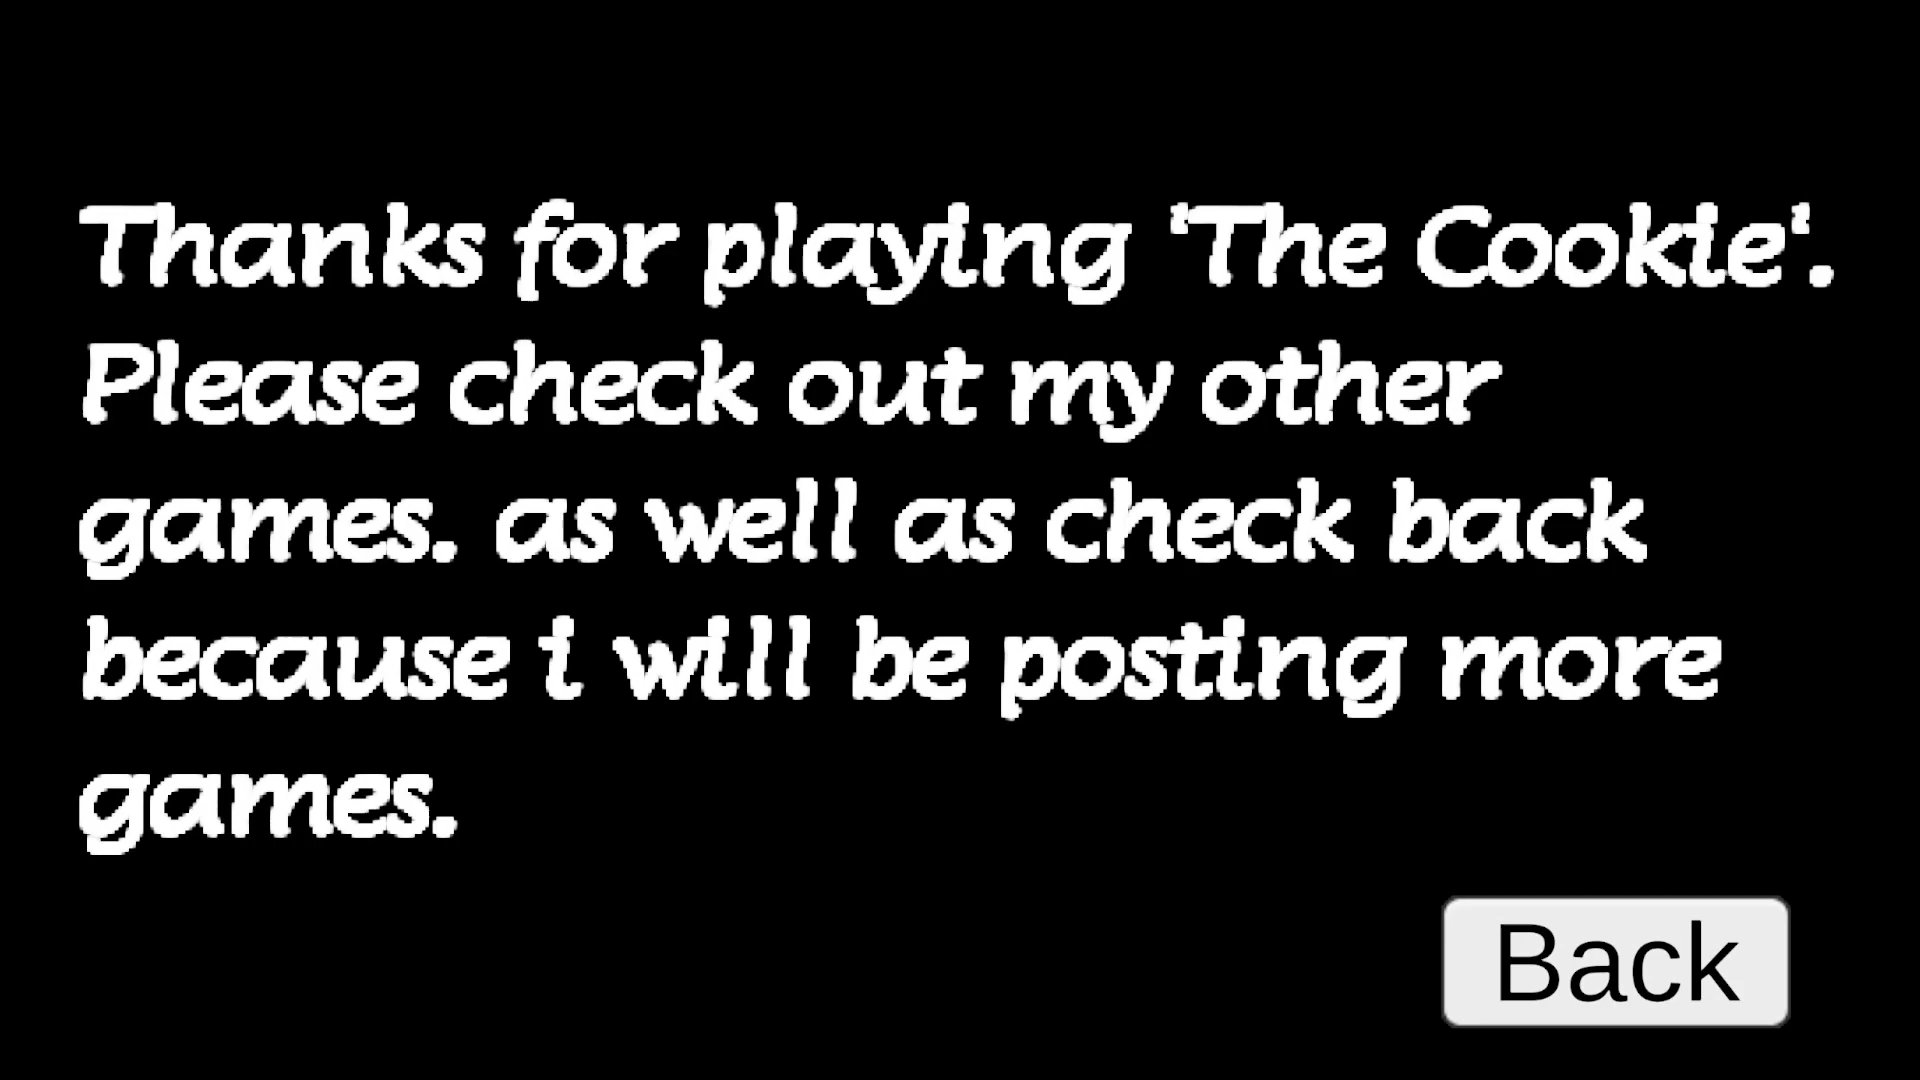 Thanks for playing 'The Cookie'.
Please check out my other
games. as well as check back
because i will be posting more
games.
Back